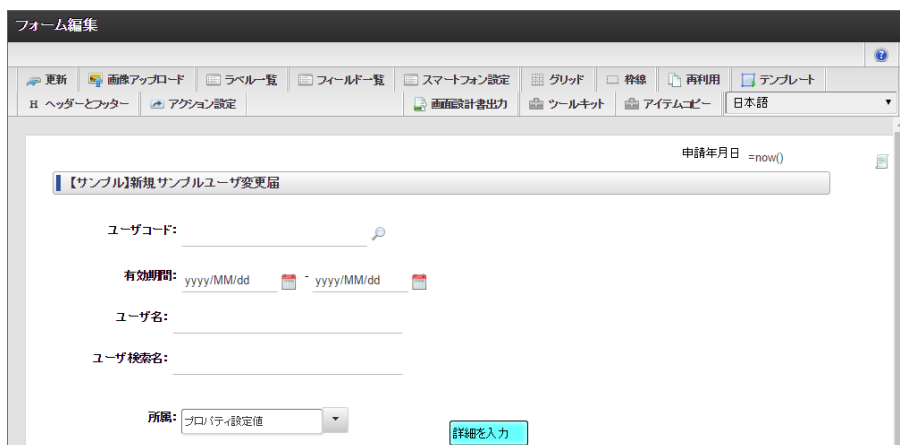 フォーム編集
更新 画像アップロード ラベル一覧 フィールド一覧 スマートフォン設定 グリッド 枠線 再利用 テンプレート
H ヘッダーとフッター アクション設定 画面設計書出力 ツールキット アイテムコピー 日本語
申請年月日 =now()
【サンプル】新規サンプルユーザ変更届
ユーザコード:
有効期間: yyyy/MM/dd - yyyy/MM/dd
ユーザ名:
ユーザ検索名:
所属: プロパティ設定値
詳細を入力